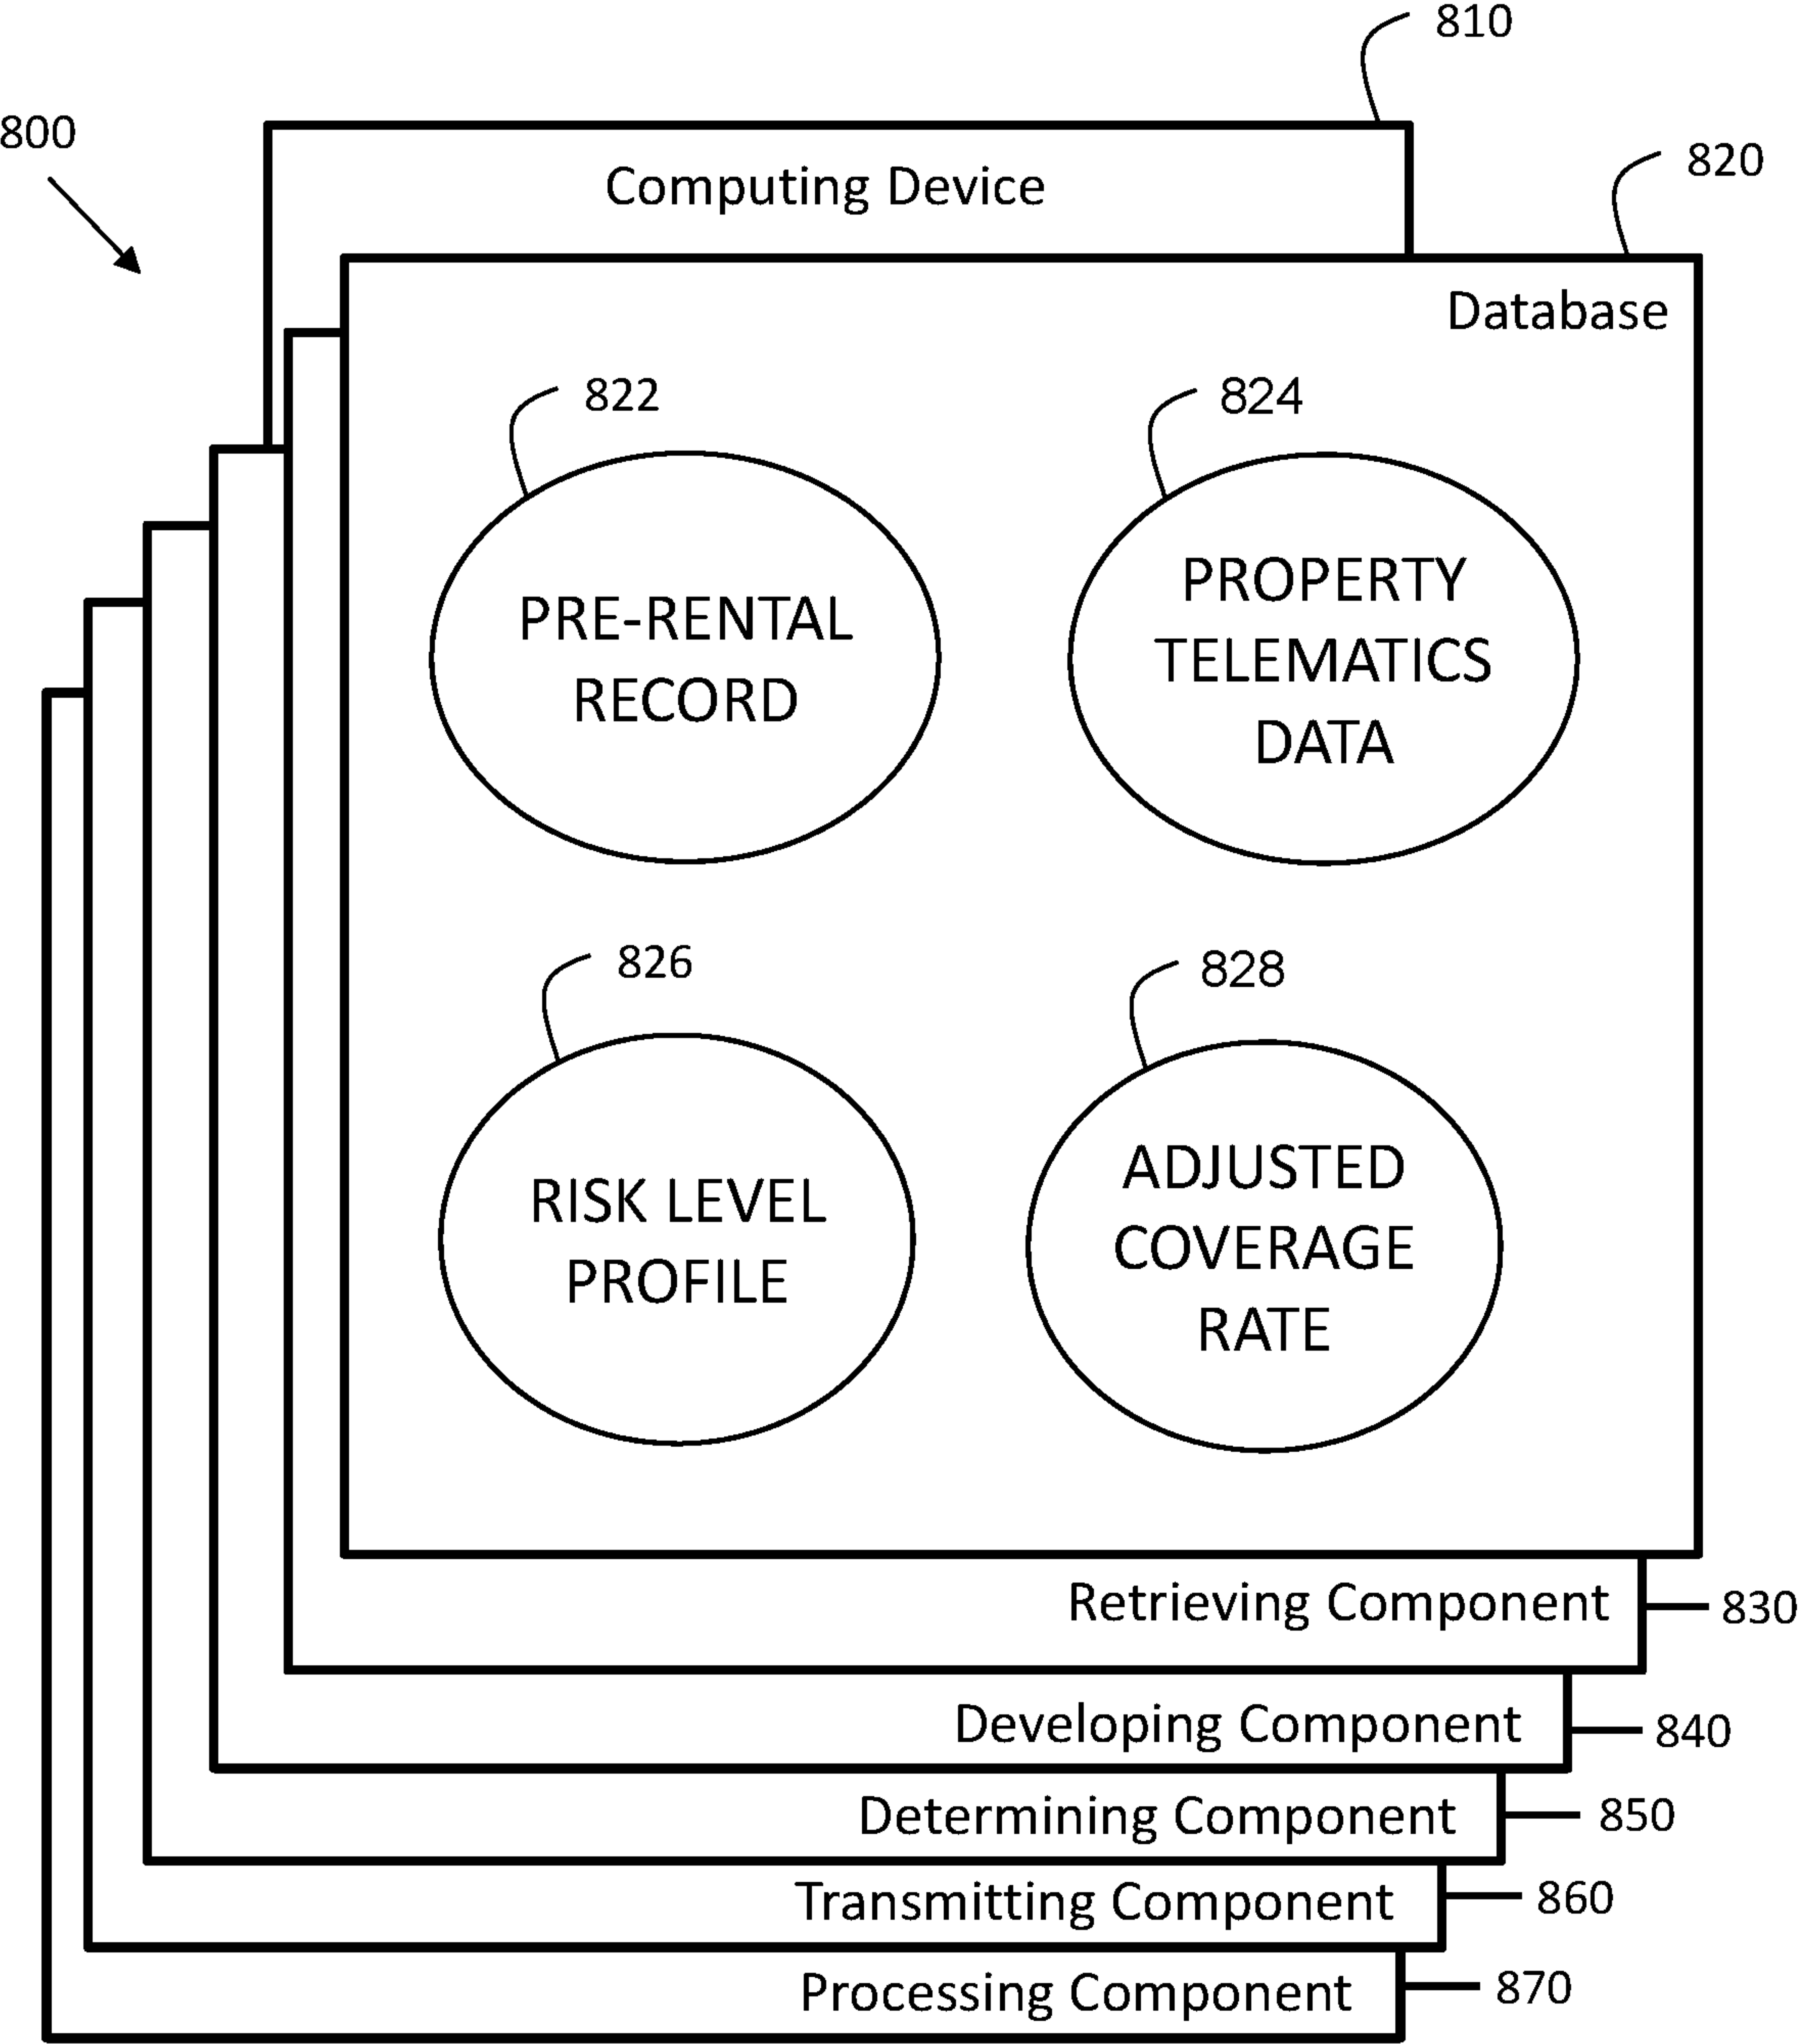 810
800
Computing Device
820
Database
822
824
PRE-RENTAL
RECORD
PROPERTY
TELEMATICS
DATA
826
828
RISK LEVEL
PROFILE
ADJUSTED
COVERAGE
RATE
Retrieving Component
830
Developing Component
840
Determining Component
850
Transmitting Component
860
Processing Component
870